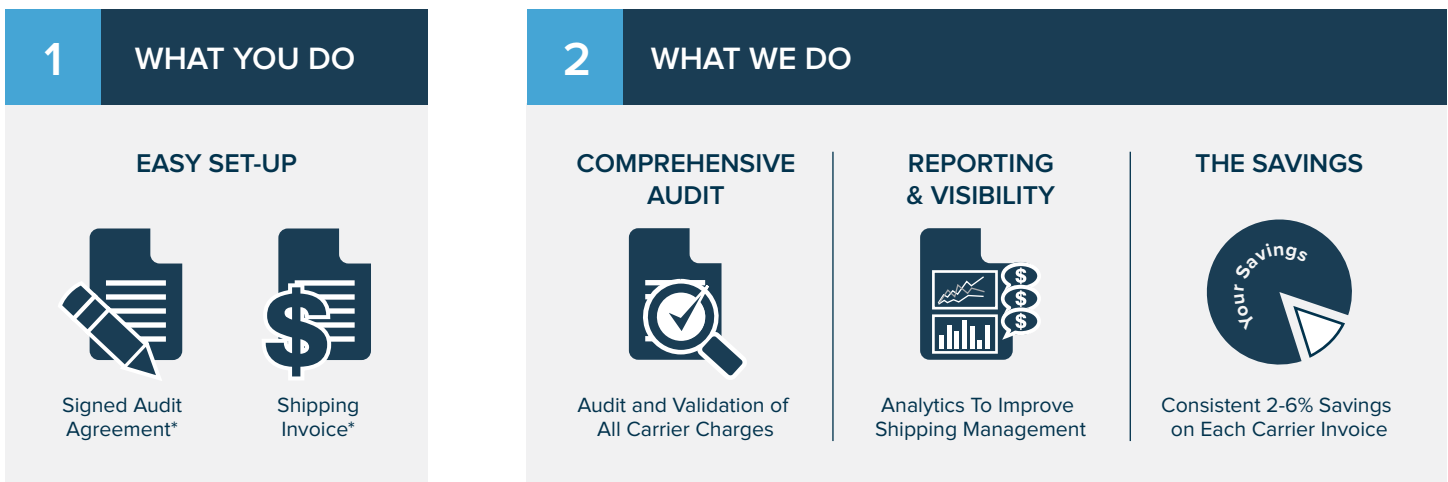 1
WHAT YOU DO
EASY SET-UP
Signed Audit
Agreement*
Shipping
Invoice*
2
WHAT WE DO
COMPREHENSIVE
AUDIT
Audit and Validation of
All Carrier Charges
REPORTING
& VISIBILITY
$
$
$
Analytics To Improve
Shipping Management
THE SAVINGS
Your Savings
Consistent 2-6% Savings
on Each Carrier Invoice